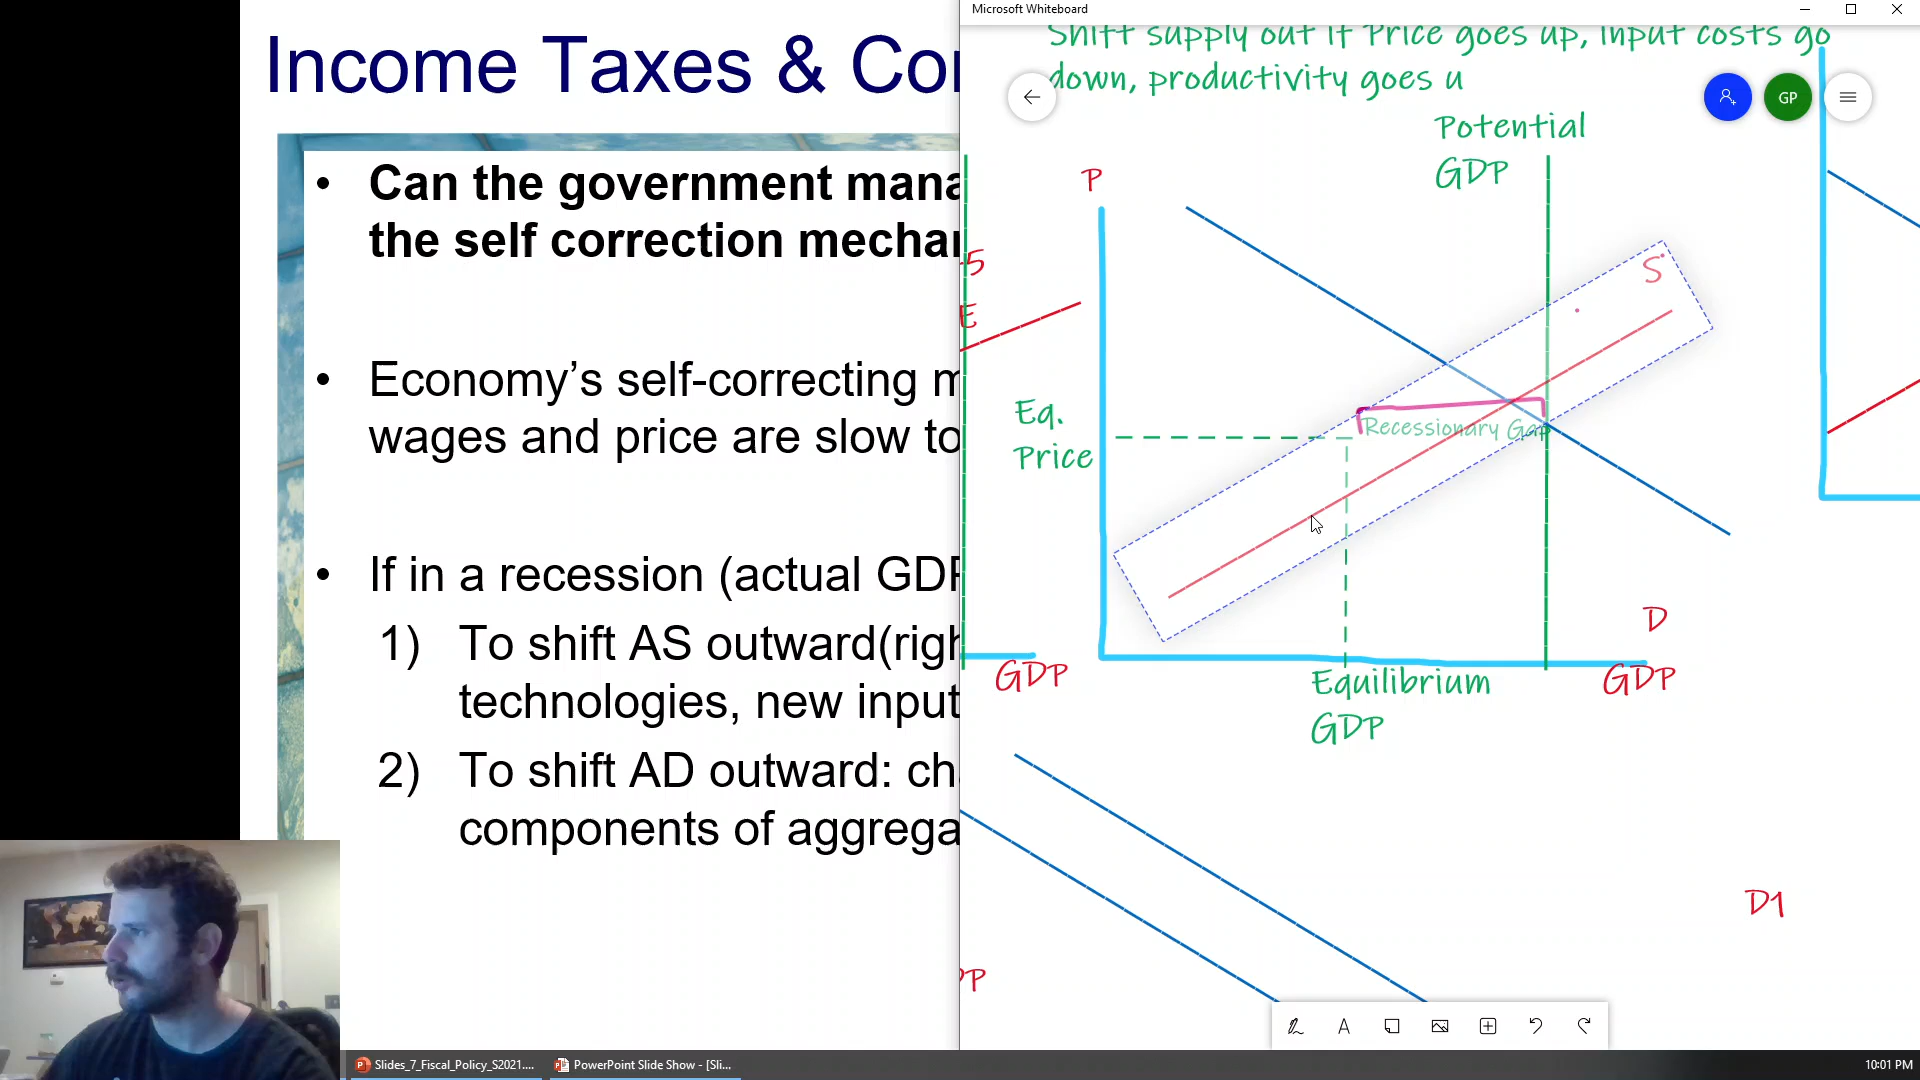 Income Taxes & Co
Can the government mana
the self correction mecha
Economy's self-correcting m
wages and price are slow to
If in a recession (actual GDP
1) To shift AS outward(righ
technologies, new input
2) To shift AD outward: ch
components of aggrega
Microsoft Whiteboard
Shift supply out if Price goes up, input costs go
down, productivity goes u
GP
Potential
GDP
P
S
5
E
Eq.
Price
Recessionary Gap
D
GDP
GDP
Equilibrium
GDP
D1
DP
A
Slides_7_Fiscal_Policy_S2021....
PowerPoint Slide Show - [Sli...
10:01 PM